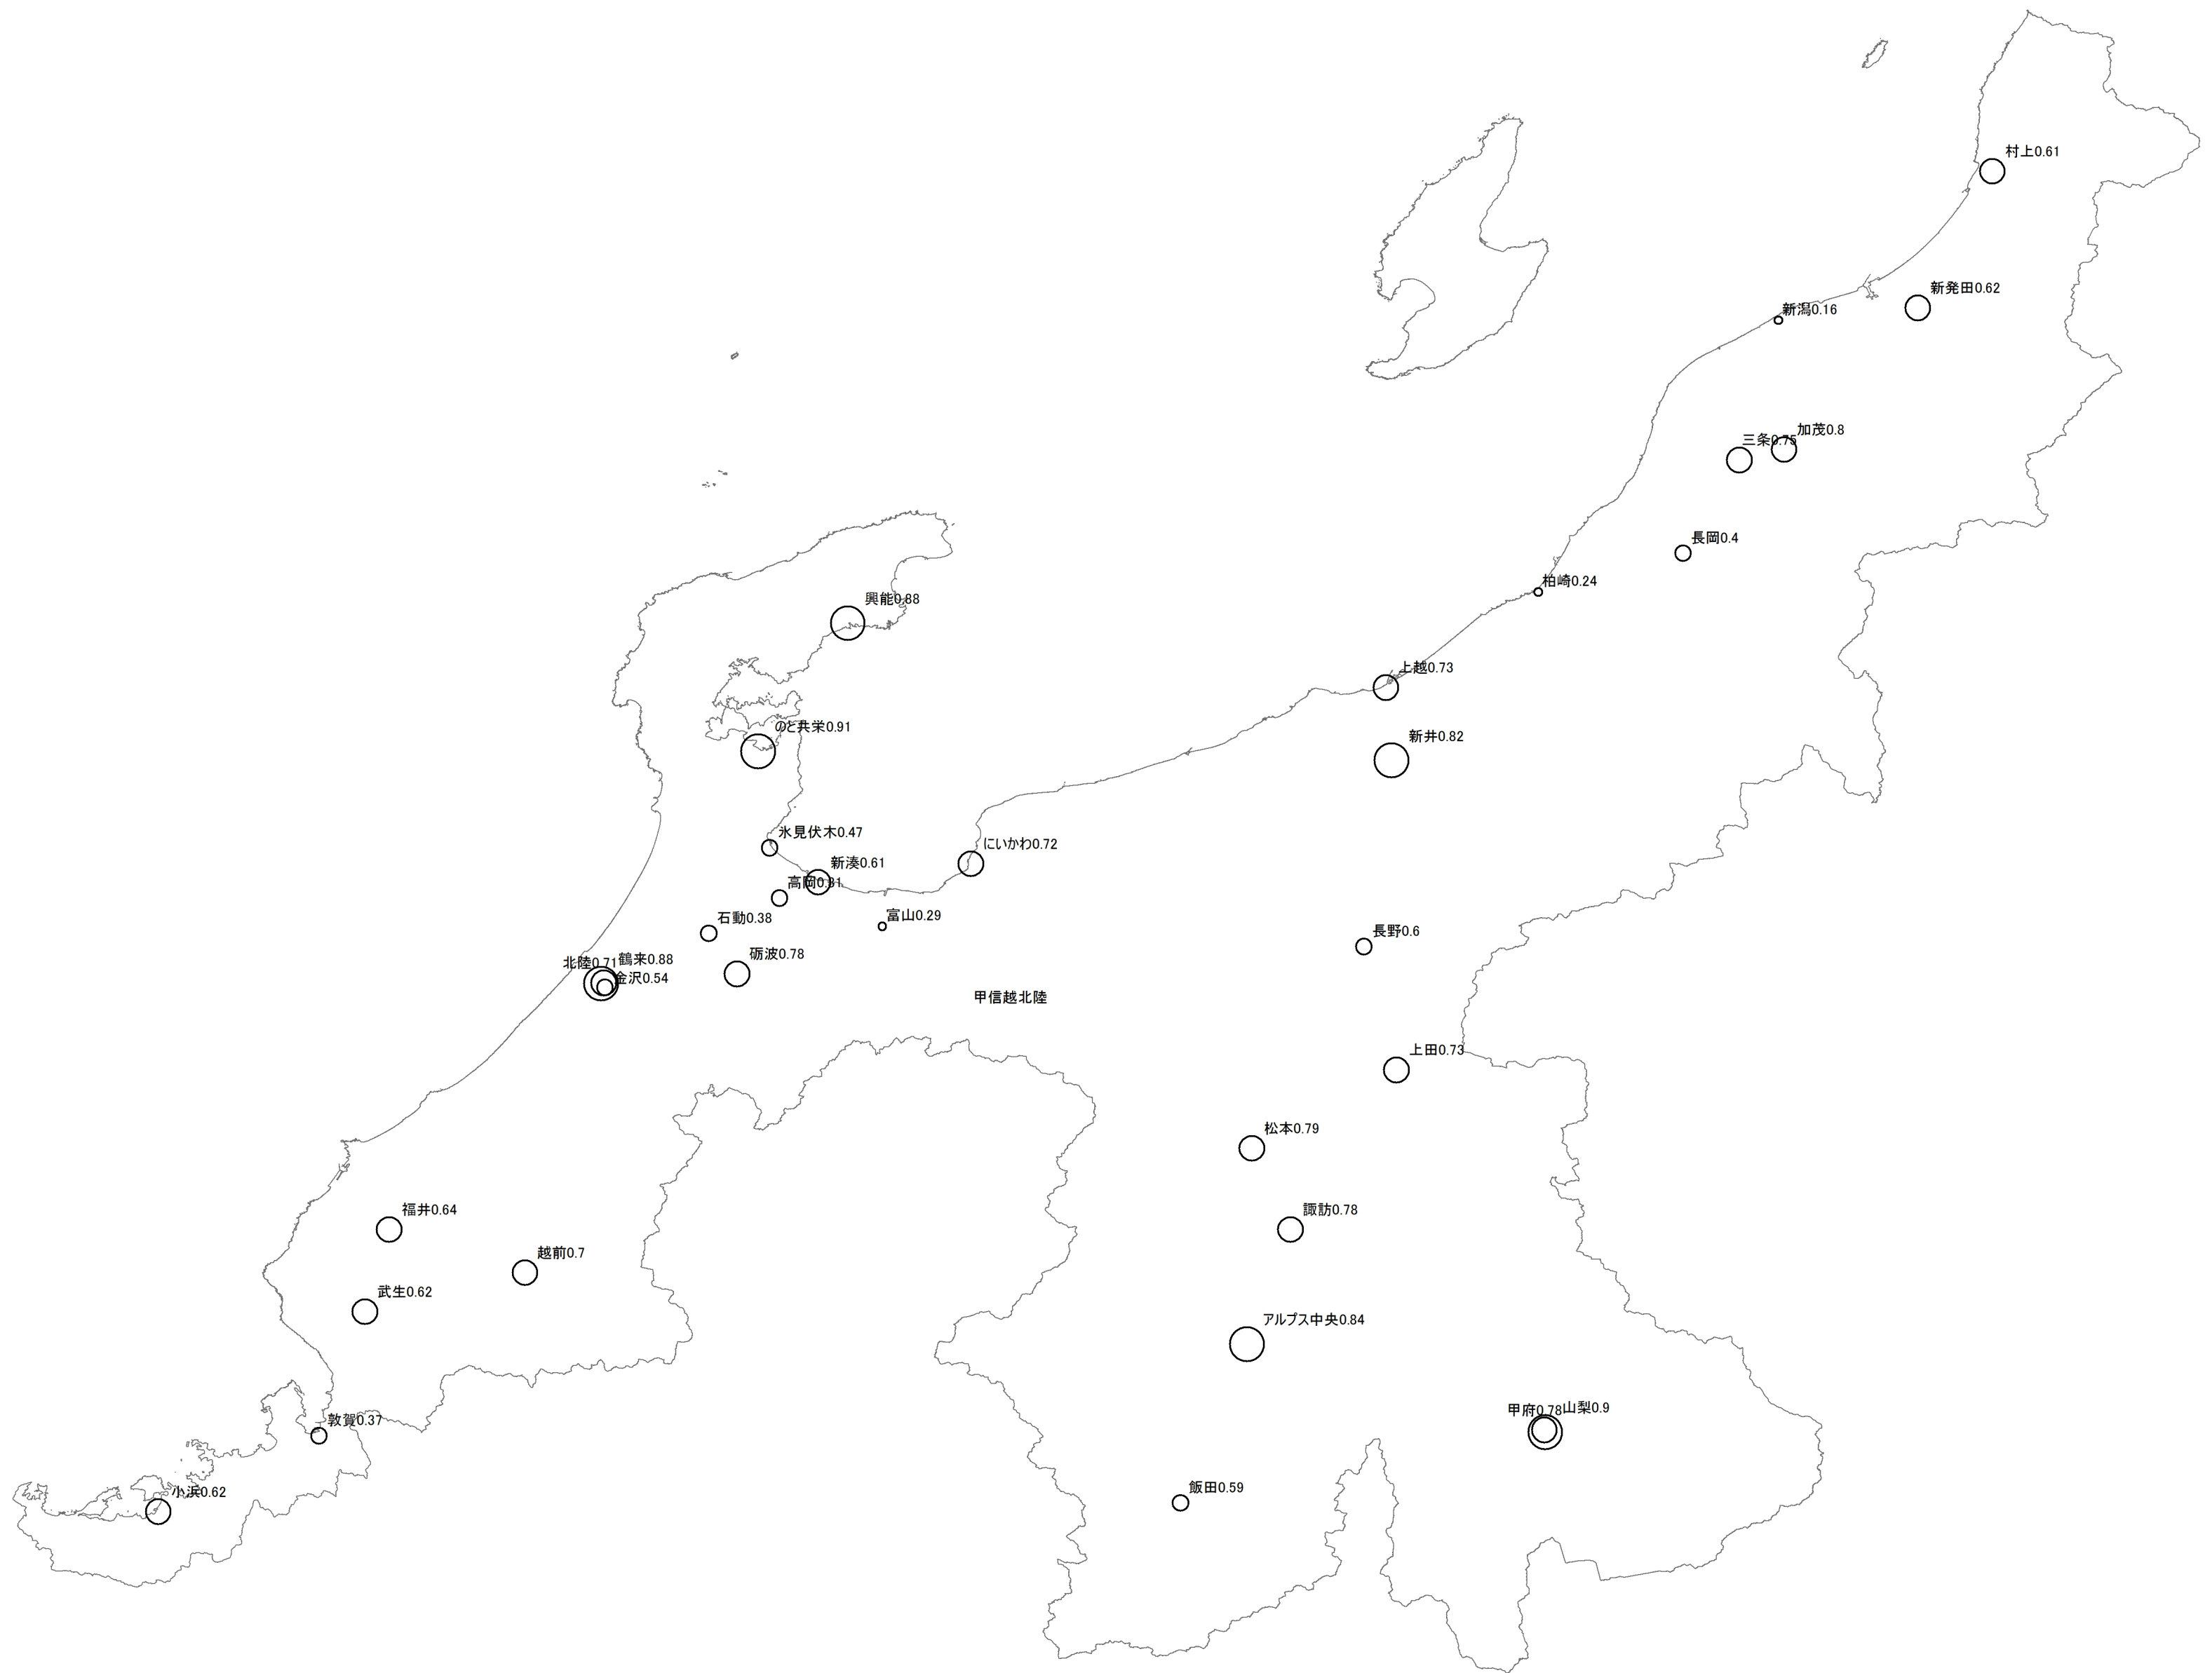 村上0.61
新発田0.62
新潟0.16
加茂0.8
三条0.75
長岡0.4
柏崎0.24
興能0.88
上越0.73
のと共栄0.91
新井0.82
氷見伏木0.47
にいかわ0.72
新湊0.61
高岡0.31
石動0.38
富山0.29
長野0.6
砺波0.78
鶴来0.88
北陸0.71
金沢0.54
甲信越北陸
上田0.73
松本0.79
福井0.64
諏訪0.78
越前0.7
武生0.62
アルプス中央0.84
甲府0.78
山梨0.9
敦賀0.37
飯田0.59
小浜0.62